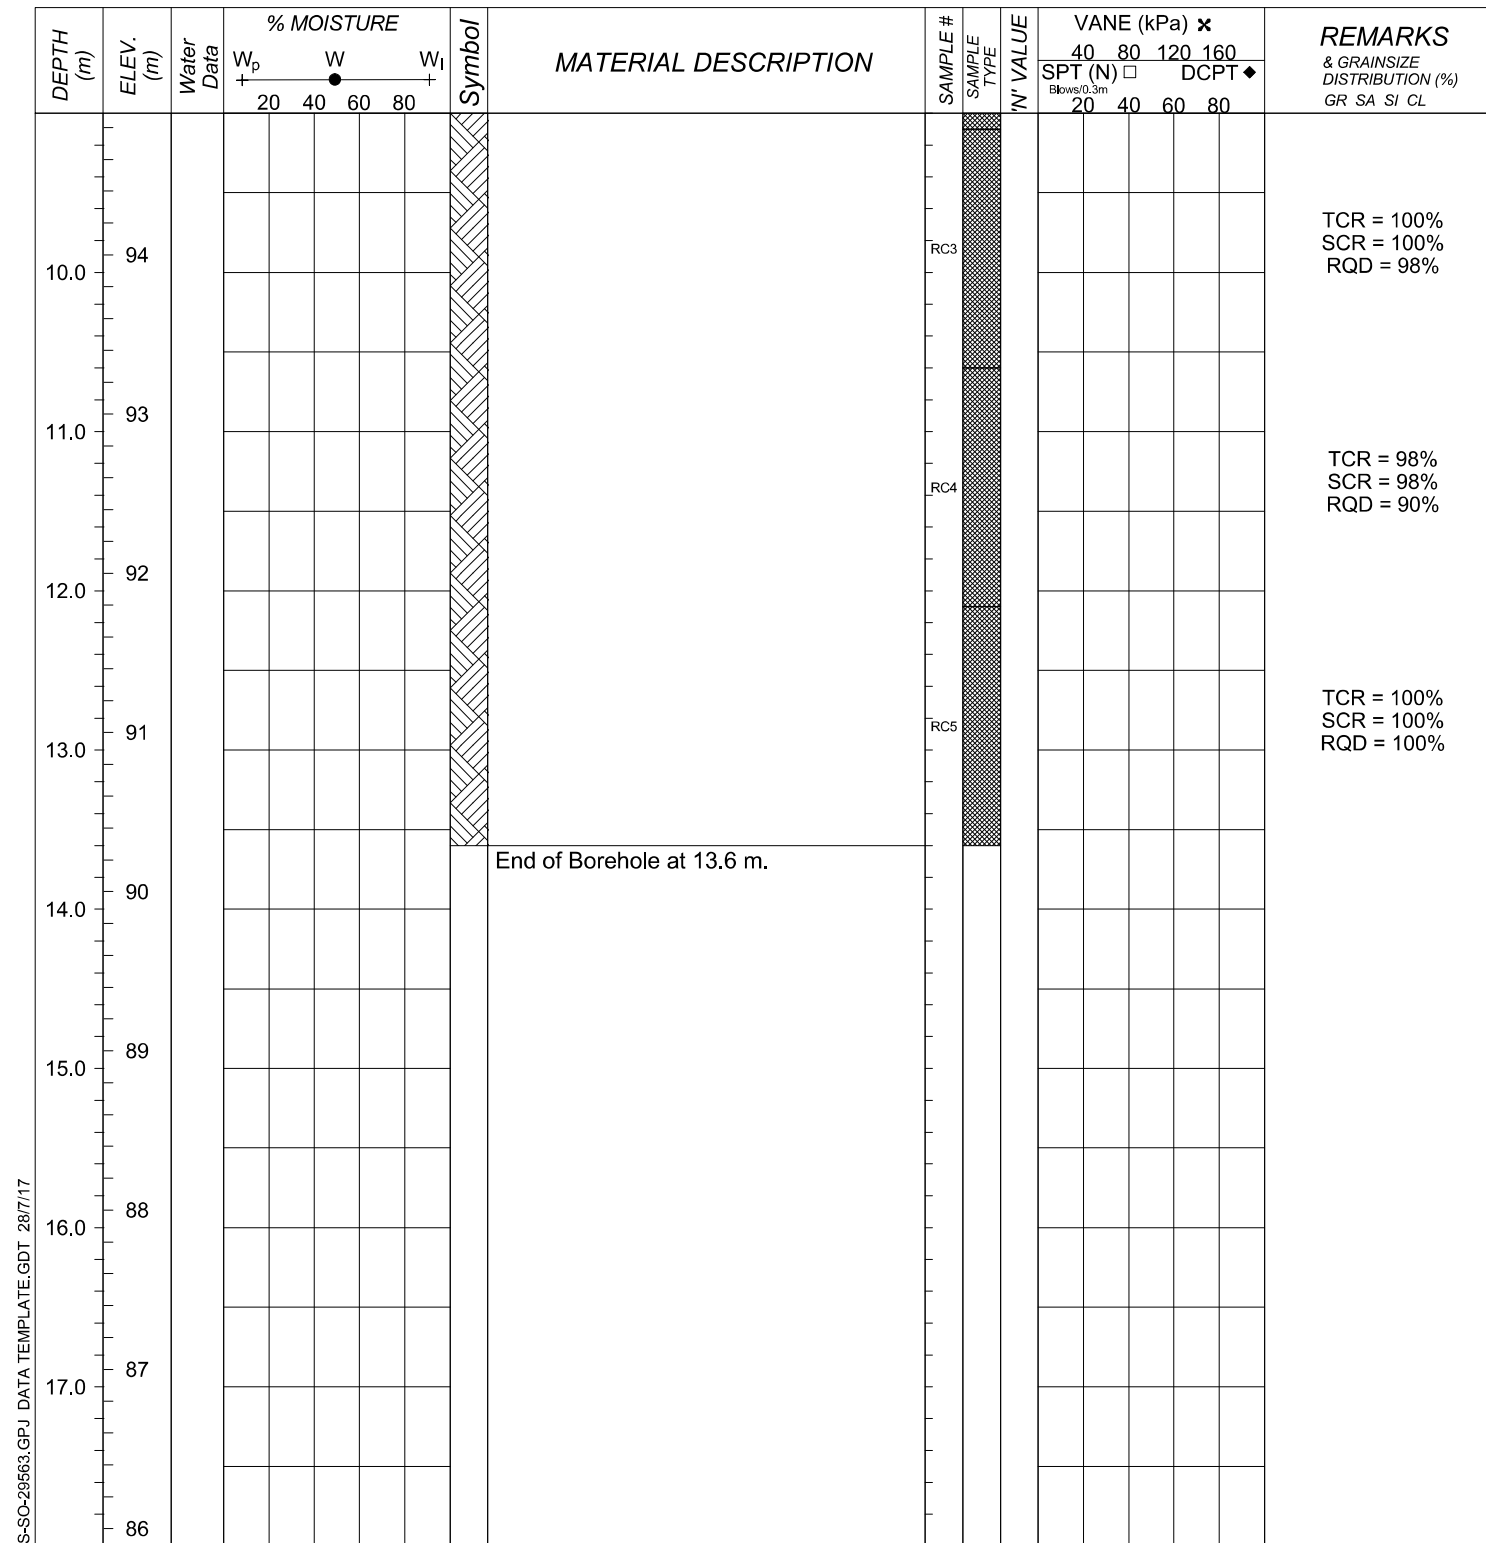 DEPTH
(m)
ELEV.
(m)
Water
Data
% MOISTURE
Wp W Wl
20 40 60 80
Symbol
MATERIAL DESCRIPTION
SAMPLE #
SAMPLE
TYPE
'N' VALUE
VANE (kPa) ✖
40 80 120 160
SPT (N) □ DCPT ◆
Blows/0.3m
20 40 60 80
REMARKS
& GRAINSIZE
DISTRIBUTION (%)
GR SA SI CL
TCR = 100%
SCR = 100%
RQD = 98%
RC3
94
10.0
93
11.0
TCR = 98%
SCR = 98%
RQD = 90%
RC4
92
12.0
TCR = 100%
SCR = 100%
RQD = 100%
RC5
91
13.0
End of Borehole at 13.6 m.
90
14.0
89
15.0
88
16.0
87
17.0
86
S-SO-29563.GPJ DATA TEMPLATE.GDT 28/7/17